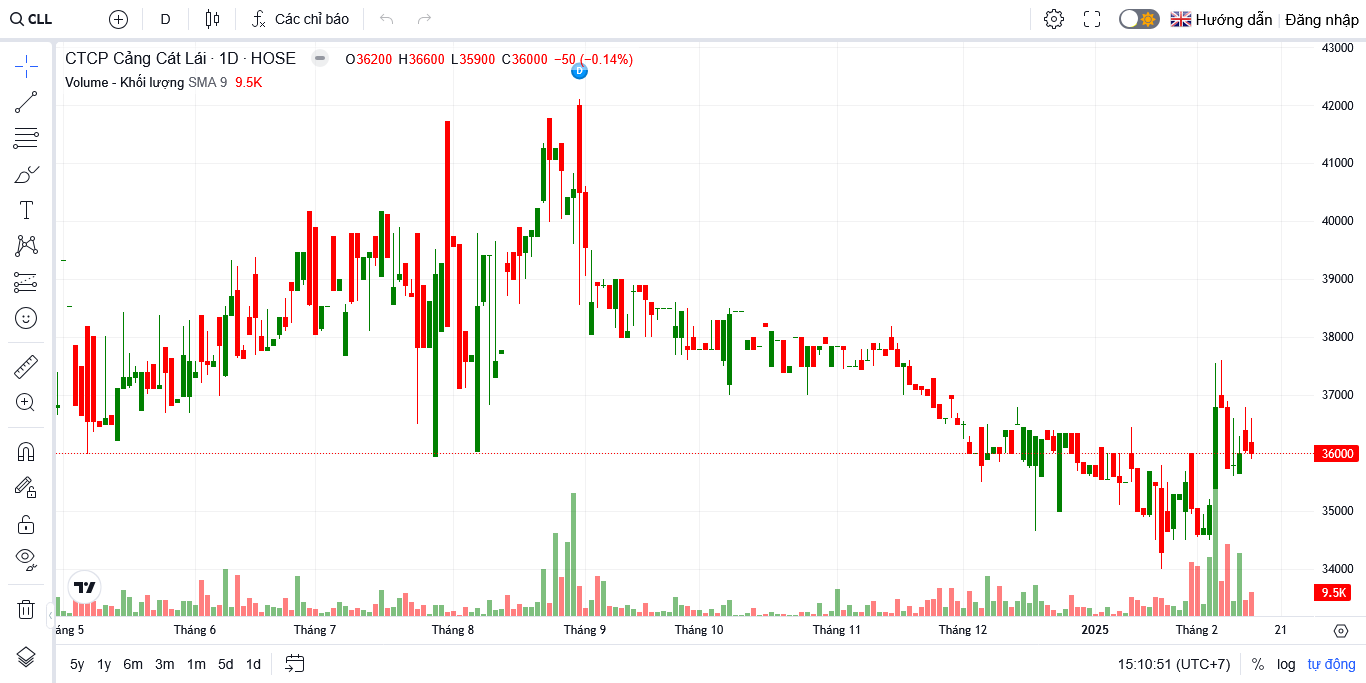 CLL D Các chỉ báo Hướng dẫn Đăng nhập
CTCP Cảng Cát Lái · 1D · HOSE O36200 H36600 L35900 C36000 −50 (−0.14%)
D
Volume - Khối lượng SMA 9 9.5K
43000
42000
41000
40000
39000
38000
37000
36000
35000
34000
9.5K
áng 5 Tháng 6 Tháng 7 Tháng 8 Tháng 9 Tháng 10 Tháng 11 Tháng 12 2025 Tháng 2 21
5y 1y 6m 3m 1m 5d 1d 15:10:51 (UTC+7) % log tự động